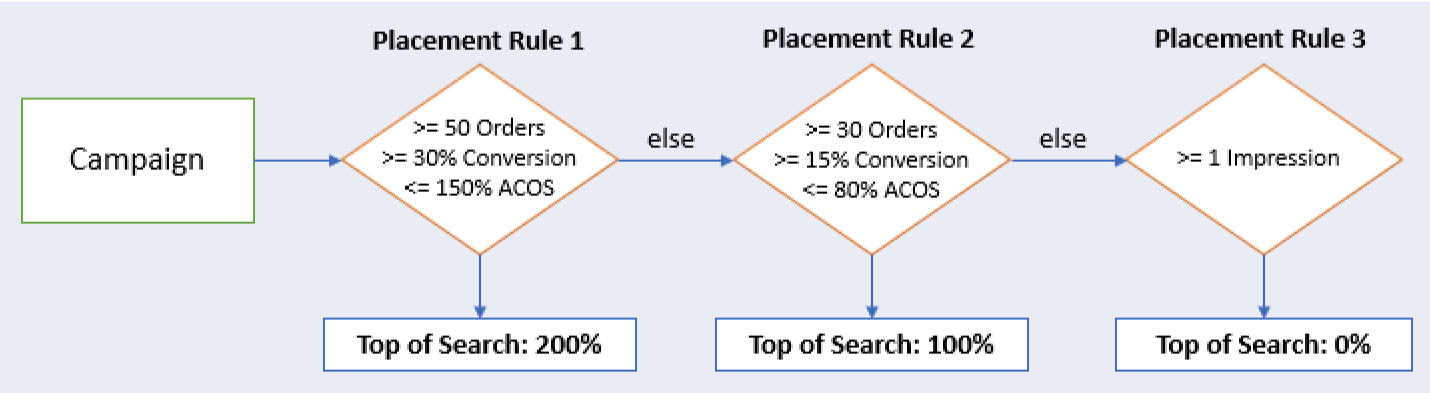 Placement Rule 1
Placement Rule 2
Placement Rule 3
Campaign
>= 50 Orders
>= 30% Conversion
<= 150% ACOS
else
>= 30 Orders
>= 15% Conversion
<= 80% ACOS
else
>= 1 Impression
Top of Search: 200%
Top of Search: 100%
Top of Search: 0%